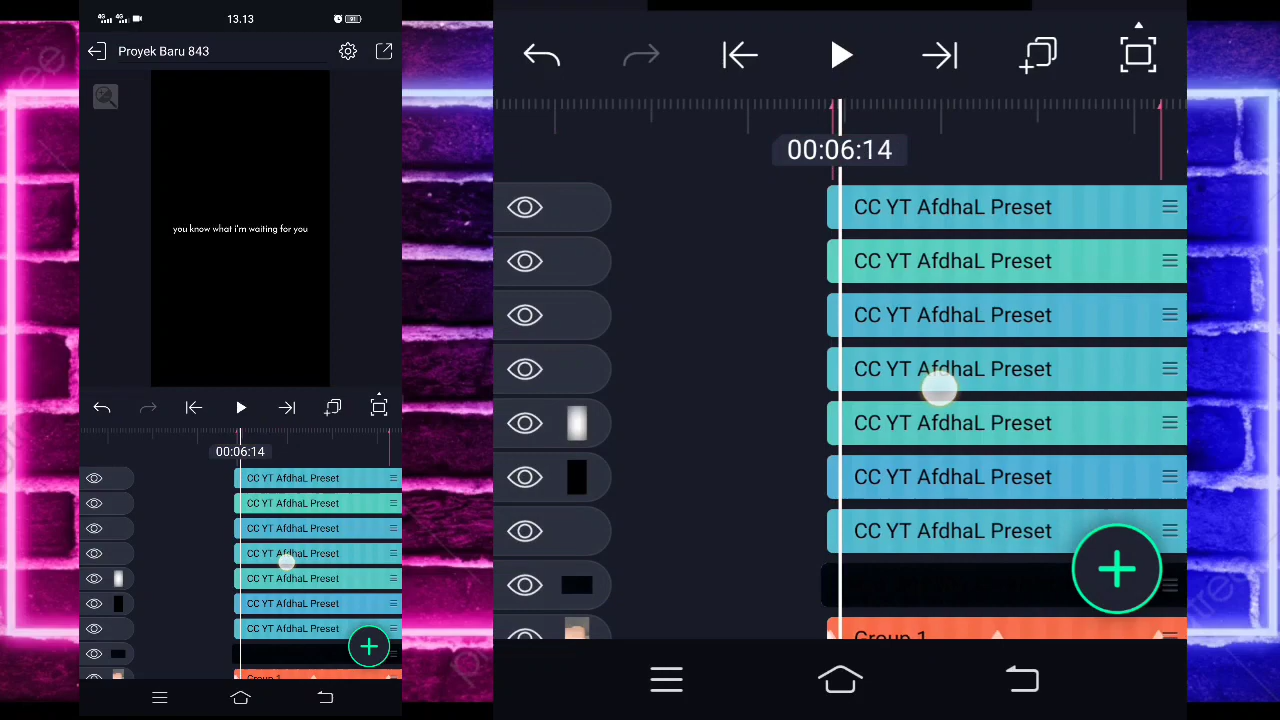 13.13
91
Proyek Baru 843
you know what i'm waiting for you
00:06:14
CC YT AfdhaL Preset
CC YT AfdhaL Preset
CC YT AfdhaL Preset
CC YT AfdhaL Preset
CC YT AfdhaL Preset
CC YT AfdhaL Preset
CC YT AfdhaL Preset
Group 1
00:06:14
CC YT AfdhaL Preset
CC YT AfdhaL Preset
CC YT AfdhaL Preset
CC YT AfdhaL Preset
CC YT AfdhaL Preset
CC YT AfdhaL Preset
CC YT AfdhaL Preset
Group 1